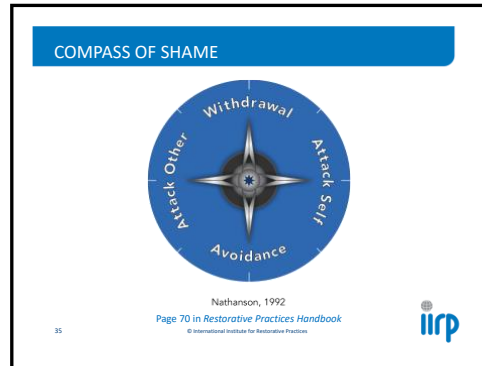 COMPASS OF SHAME
Withdrawal
Attack Other
Attack Self
Avoidance
Nathanson, 1992
Page 70 in Restorative Practices Handbook
35
© International Institute for Restorative Practices
iirp